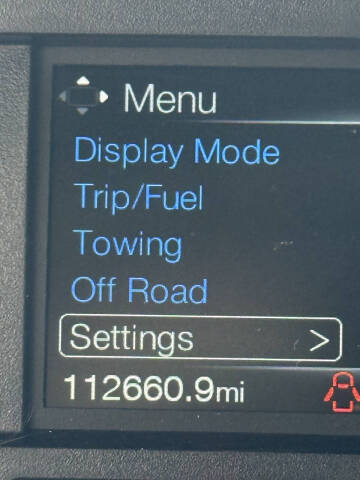 Menu
Display Mode
Trip/Fuel
Towing
Off Road
Settings >
112660.9mi